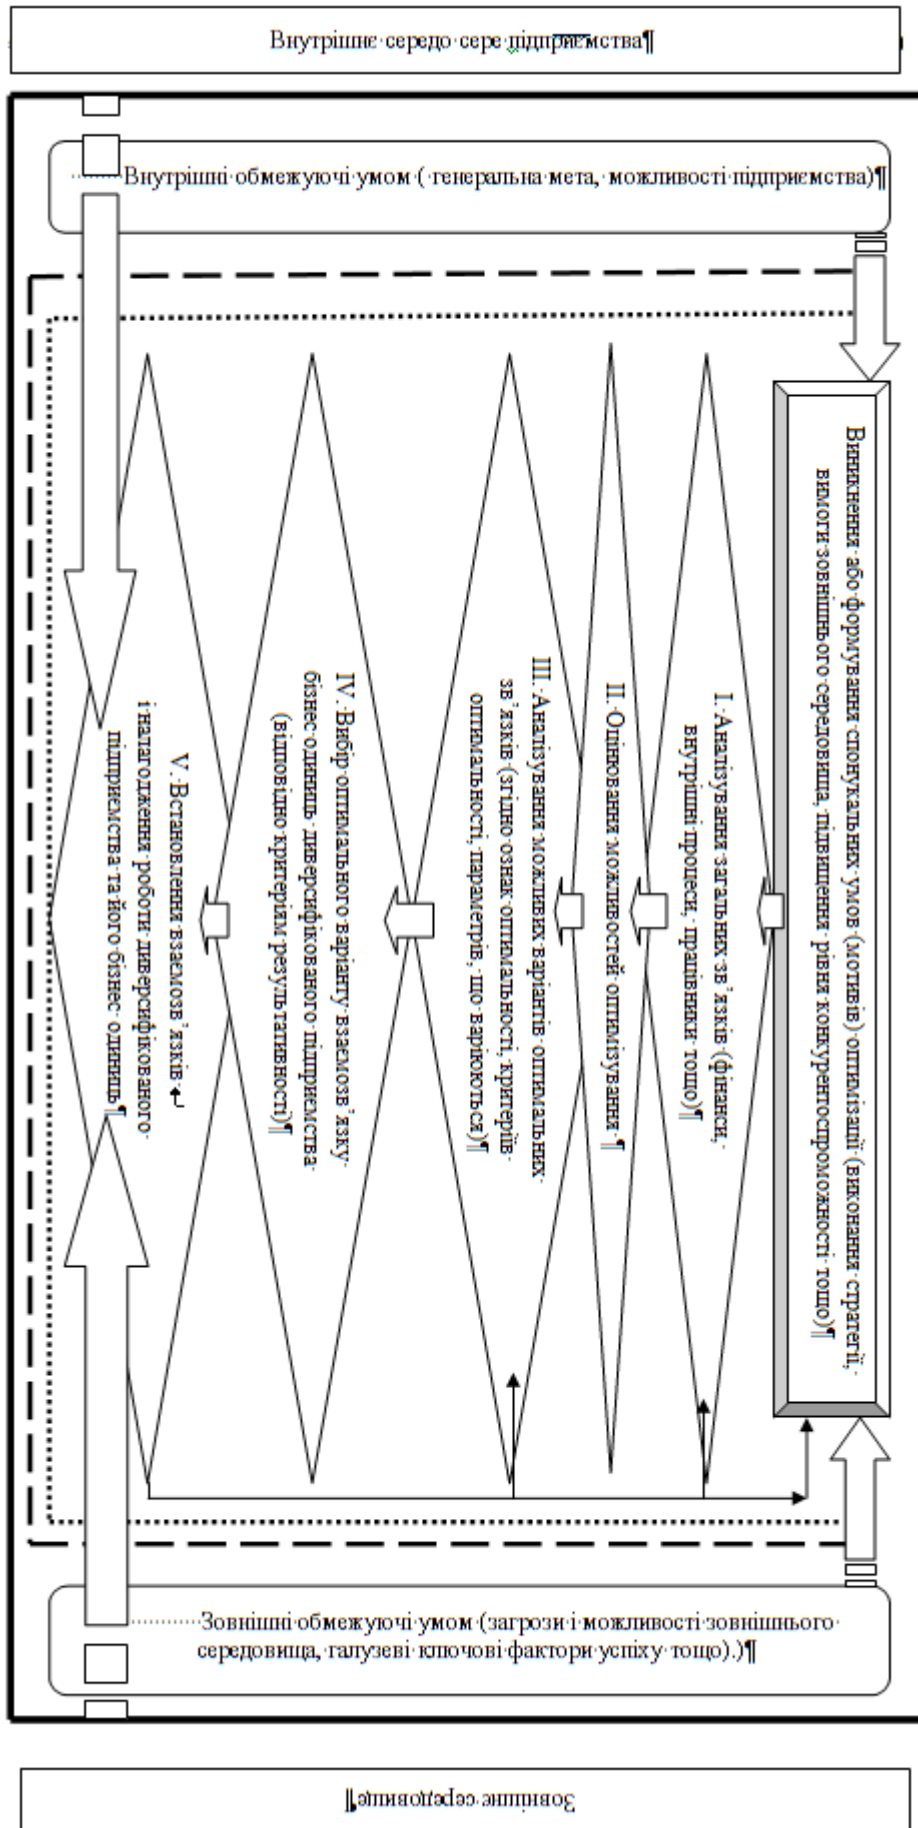 Внутрішнє середо сере підприємства¶
Внутрішні обмежуючі умом ( генеральна мета, можливості підприємства)¶
Виникнення або формування спонукальних умов (мотивів) оптимізації (виконання стратегії,
вимоги зовнішнього середовища, підвищення рівня конкурентоспроможності тощо)¶
I. Аналізування загальних зв’язків (фінанси,
внутрішні процеси, працівники тощо)¶
II. Оцінювання можливостей оптимізування ¶
III. Аналізування можливих варіантів оптимальних
зв’язків (згідно ознак оптимальності, критеріїв
оптимальності, параметрів, що варіюються)¶
IV. Вибір оптимального варіанту взаємозв’язку
бізнес одиниць диверсифікованого підприємства
(відповідно критеріям результативності)¶
V. Встановлення взаємозв’язків ↵
і налагодження роботи диверсифікованого
підприємства та його бізнес одиниць¶
Зовнішні обмежуючі умом (загрози і можливості зовнішнього
середовища, галузеві ключові фактори успіху тощо).)¶
Зовнішнє середовище¶